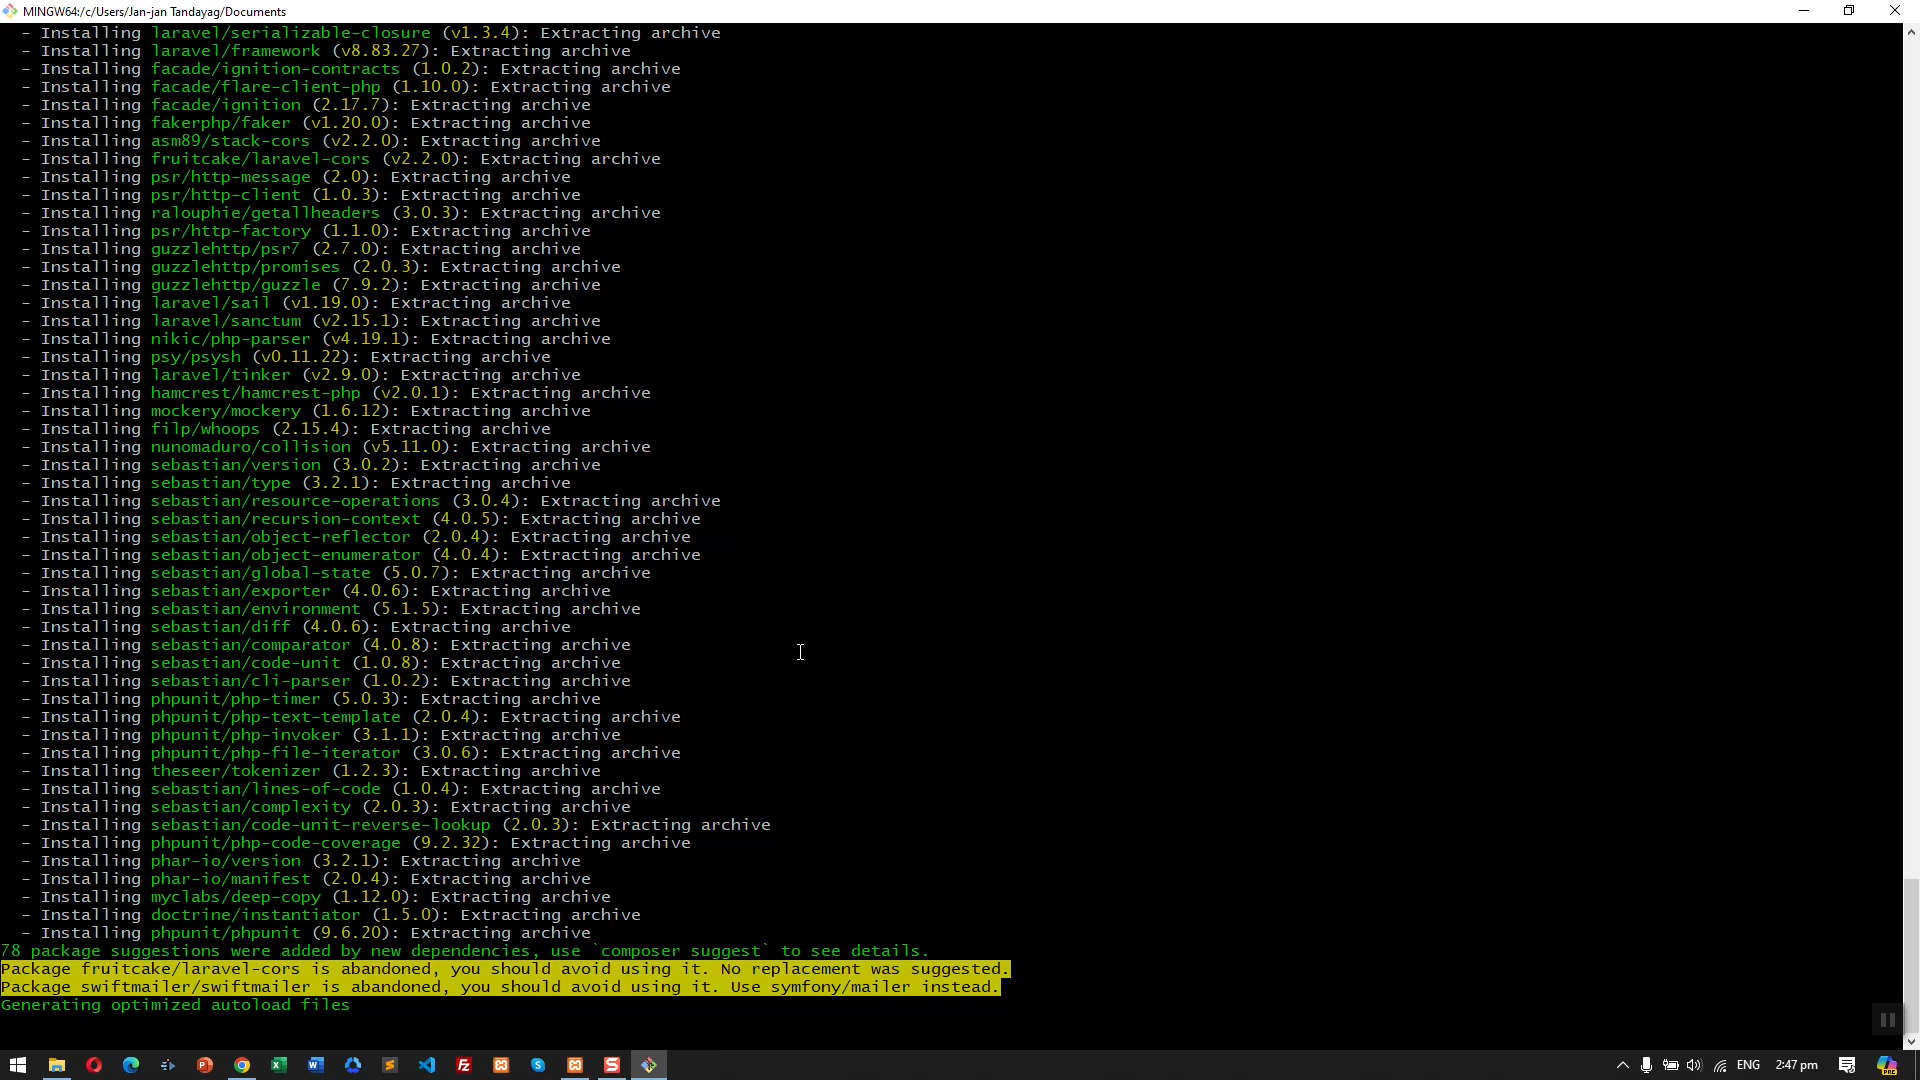 MINGW64:/c/Users/Jan-jan Tandayag/Documents
- Installing laravel/serializable-closure (v1.3.4): Extracting archive
- Installing laravel/framework (v8.83.27): Extracting archive
- Installing facade/ignition-contracts (1.0.2): Extracting archive
- Installing facade/flare-client-php (1.10.0): Extracting archive
- Installing facade/ignition (2.17.7): Extracting archive
- Installing fakerphp/faker (v1.20.0): Extracting archive
- Installing asm89/stack-cors (v2.2.0): Extracting archive
- Installing fruitcake/laravel-cors (v2.2.0): Extracting archive
- Installing psr/http-message (2.0): Extracting archive
- Installing psr/http-client (1.0.3): Extracting archive
- Installing ralouphie/getallheaders (3.0.3): Extracting archive
- Installing psr/http-factory (1.1.0): Extracting archive
- Installing guzzlehttp/psr7 (2.7.0): Extracting archive
- Installing guzzlehttp/promises (2.0.3): Extracting archive
- Installing guzzlehttp/guzzle (7.9.2): Extracting archive
- Installing laravel/sail (v1.19.0): Extracting archive
- Installing laravel/sanctum (v2.15.1): Extracting archive
- Installing nikic/php-parser (v4.19.1): Extracting archive
- Installing psy/psysh (v0.11.22): Extracting archive
- Installing laravel/tinker (v2.9.0): Extracting archive
- Installing hamcrest/hamcrest-php (v2.0.1): Extracting archive
- Installing mockery/mockery (1.6.12): Extracting archive
- Installing filp/whoops (2.15.4): Extracting archive
- Installing nunomaduro/collision (v5.11.0): Extracting archive
- Installing sebastian/version (3.0.2): Extracting archive
- Installing sebastian/type (3.2.1): Extracting archive
- Installing sebastian/resource-operations (3.0.4): Extracting archive
- Installing sebastian/recursion-context (4.0.5): Extracting archive
- Installing sebastian/object-reflector (2.0.4): Extracting archive
- Installing sebastian/object-enumerator (4.0.4): Extracting archive
- Installing sebastian/global-state (5.0.7): Extracting archive
- Installing sebastian/exporter (4.0.6): Extracting archive
- Installing sebastian/environment (5.1.5): Extracting archive
- Installing sebastian/diff (4.0.6): Extracting archive
- Installing sebastian/comparator (4.0.8): Extracting archive
- Installing sebastian/code-unit (1.0.8): Extracting archive
- Installing sebastian/cli-parser (1.0.2): Extracting archive
- Installing phpunit/php-timer (5.0.3): Extracting archive
- Installing phpunit/php-text-template (2.0.4): Extracting archive
- Installing phpunit/php-invoker (3.1.1): Extracting archive
- Installing phpunit/php-file-iterator (3.0.6): Extracting archive
- Installing theseer/tokenizer (1.2.3): Extracting archive
- Installing sebastian/lines-of-code (1.0.4): Extracting archive
- Installing sebastian/complexity (2.0.3): Extracting archive
- Installing sebastian/code-unit-reverse-lookup (2.0.3): Extracting archive
- Installing phpunit/php-code-coverage (9.2.32): Extracting archive
- Installing phar-io/version (3.2.1): Extracting archive
- Installing phar-io/manifest (2.0.4): Extracting archive
- Installing myclabs/deep-copy (1.12.0): Extracting archive
- Installing doctrine/instantiator (1.5.0): Extracting archive
- Installing phpunit/phpunit (9.6.20): Extracting archive
78 package suggestions were added by new dependencies, use `composer suggest` to see details.
Package fruitcake/laravel-cors is abandoned, you should avoid using it. No replacement was suggested.
Package swiftmailer/swiftmailer is abandoned, you should avoid using it. Use symfony/mailer instead.
Generating optimized autoload files
ENG 2:47 pm